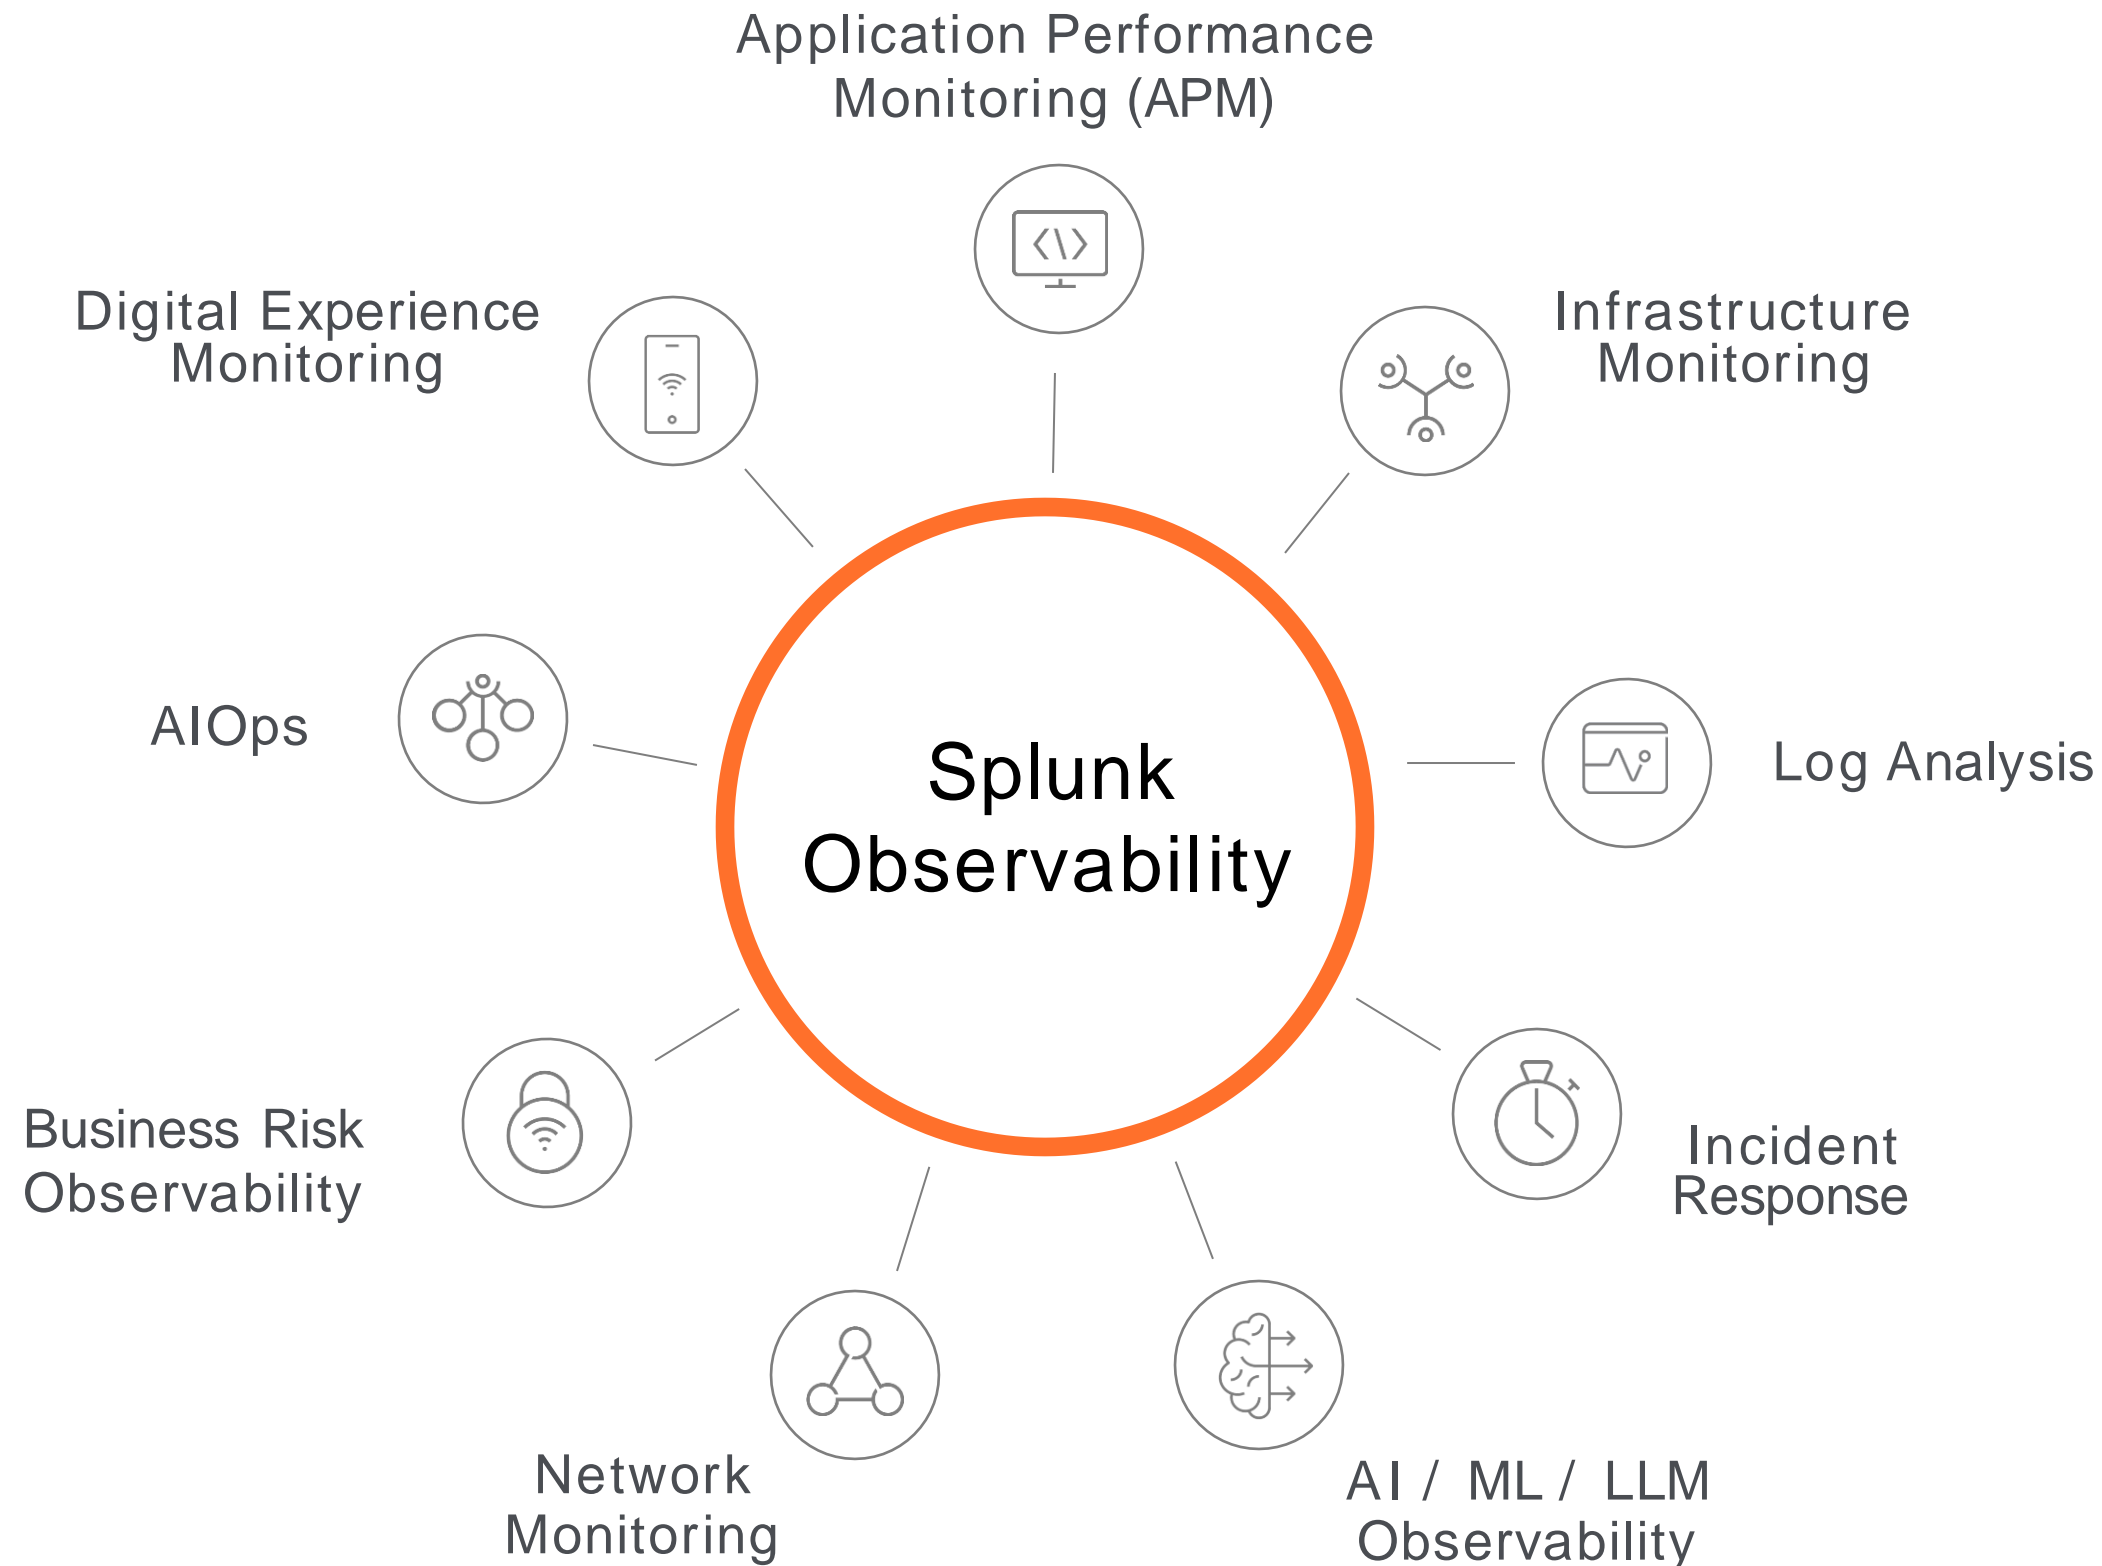 Application Performance
Monitoring (APM)
Digital Experience
Monitoring
Infrastructure
Monitoring
AIOps
Splunk
Observability
Log Analysis
Business Risk
Observability
Incident
Response
Network
Monitoring
AI / ML / LLM
Observability